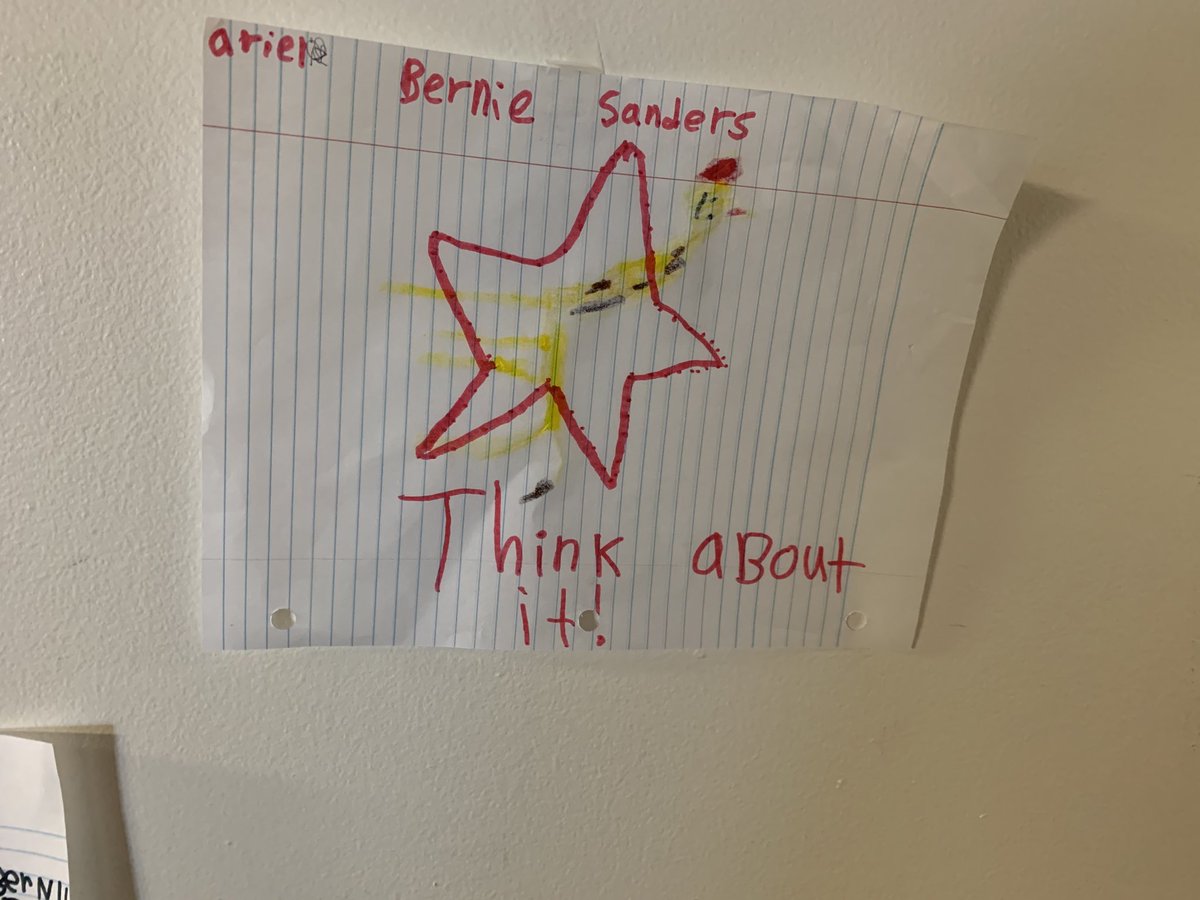 ariel
Bernie Sanders
Think aBout
it!